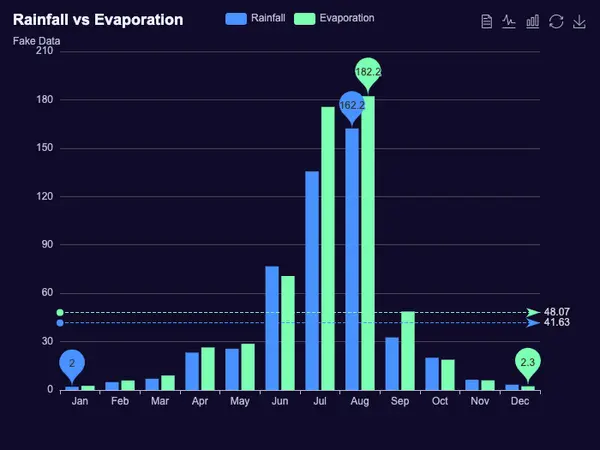 Rainfall vs Evaporation
Rainfall
Evaporation
Fake Data
210
180
150
120
90
60
30
0
182.2
162.2
48.07
41.63
2
2.3
Jan Feb Mar Apr May Jun Jul Aug Sep Oct Nov Dec